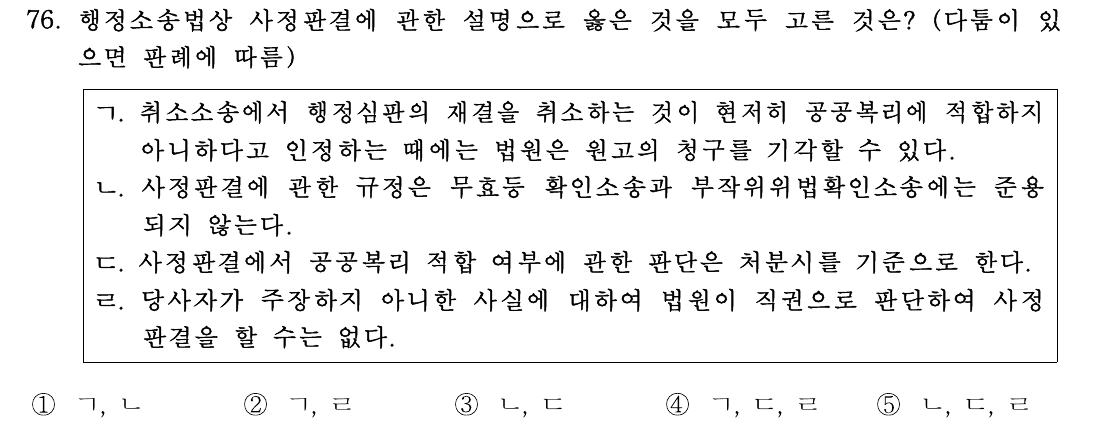 76. 행정소송법상 사정판결에 관한 설명으로 옳은 것을 모두 고른 것은? (다툼이 있
으면 판례에 따름)
ㄱ. 취소소송에서 행정심판의 재결을 취소하는 것이 현저히 공공복리에 적합하지
아니하다고 인정하는 때에는 법원은 원고의 청구를 기각할 수 있다.
ㄴ. 사정판결에 관한 규정은 무효등 확인소송과 부작위위법확인소송에는 준용
되지 않는다.
ㄷ. 사정판결에서 공공복리 적합 여부에 관한 판단은 처분시를 기준으로 한다.
ㄹ. 당사자가 주장하지 아니한 사실에 대하여 법원이 직권으로 판단하여 사정
판결을 할 수는 없다.
① ㄱ, ㄴ ② ㄱ, ㄹ ③ ㄴ, ㄷ ④ ㄱ, ㄷ, ㄹ ⑤ ㄴ, ㄷ, ㄹ